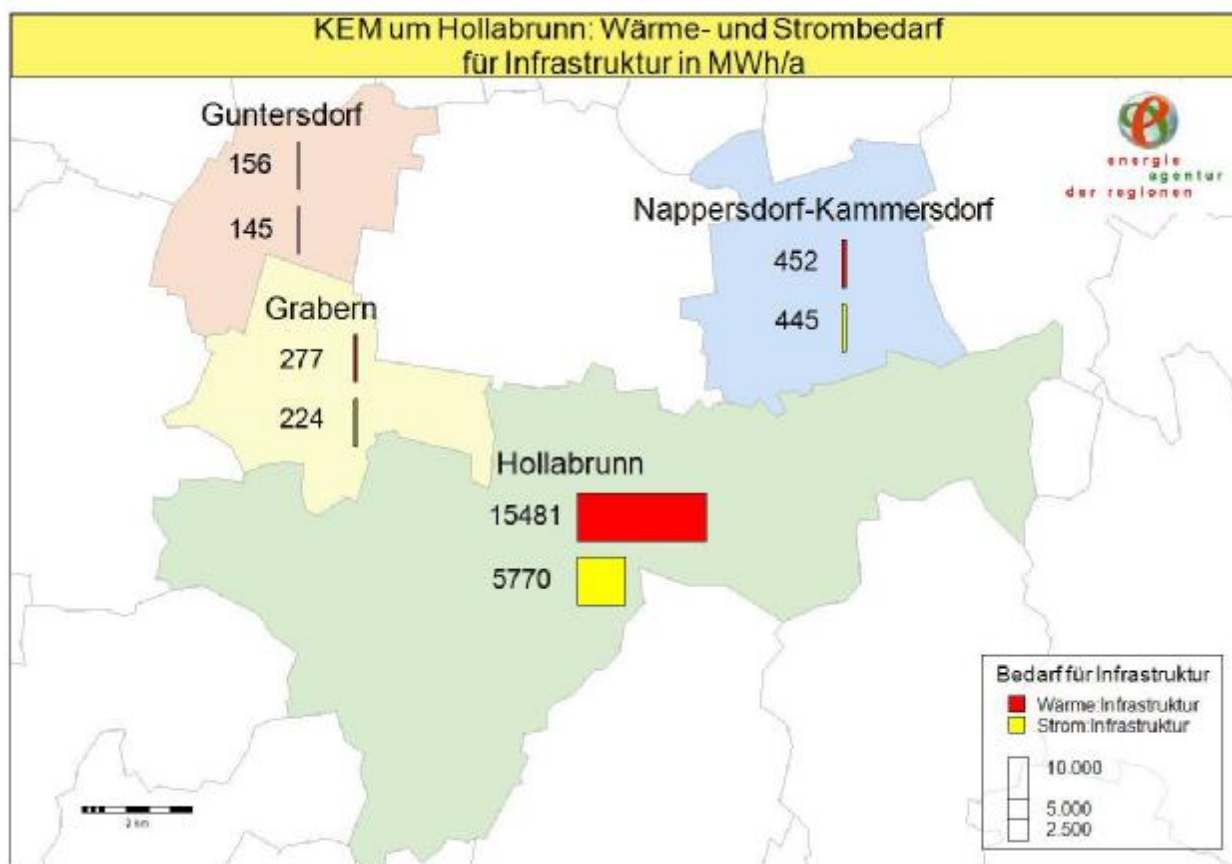 KEM um Hollabrunn: Wärme- und Strombedarf
für Infrastruktur in MWh/a
Guntersdorf
156
145
energie
agentur
der regionen
Nappersdorf-Kammersdorf
452
445
Grabern
277
224
Hollabrunn
15481
5770
Bedarf für Infrastruktur
Wärme:Infrastruktur
Strom:Infrastruktur
10.000
5.000
2.500
2 km